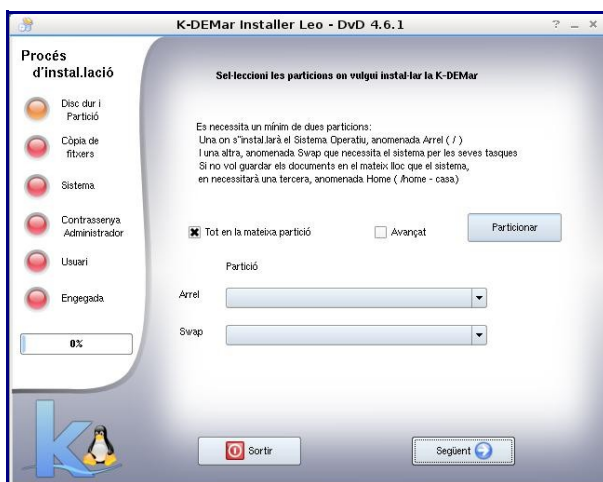 K-DEMar Installer Leo - DvD 4.6.1
Procés
d'instal.lació
Disc dur i
Partició
Còpia de
fitxers
Sistema
Contrassenya
Administrador
Usuari
Engegada
0%
Sel·leccioni les particions on vulgui instal·lar la K-DEMar
Es necessita un mínim de dues particions:
Una on s"instal.larà el Sistema Operatiu, anomenada Arrel ( / )
I una altra, anomenada Swap que necessita el sistema per les seves tasques
Si no vol guardar els documents en el mateix lloc que el sistema,
en necessitarà una tercera, anomenada Home ( /home - casa)
Tot en la mateixa partició
Avançat
Particionar
Partició
Arrel
Swap
Sortir
Següent